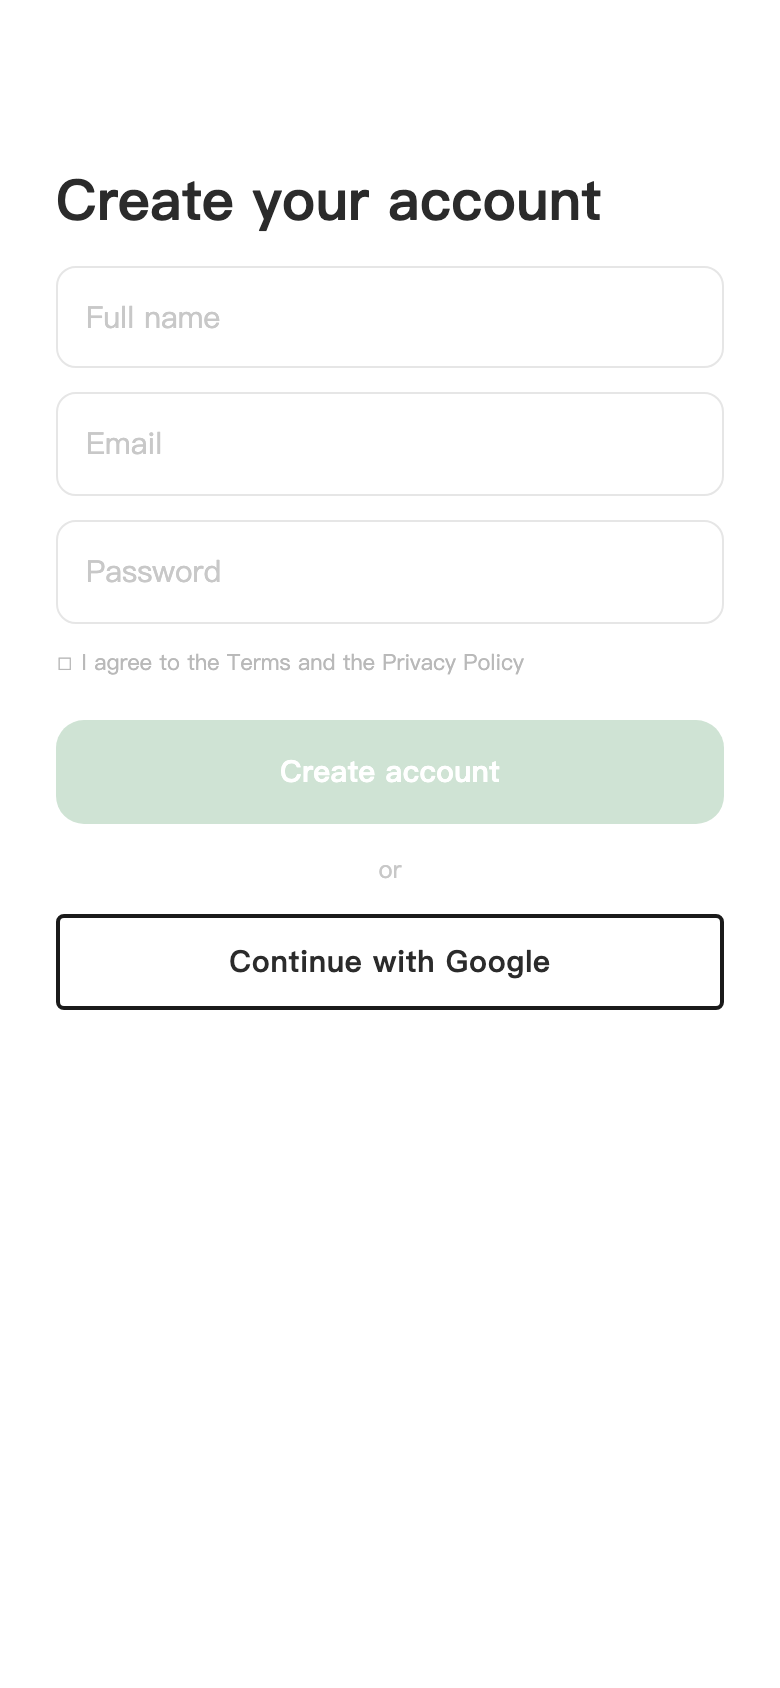 Create your account
Full name
Email
Password
I agree to the Terms and the Privacy Policy
Create account
or
Continue with Google